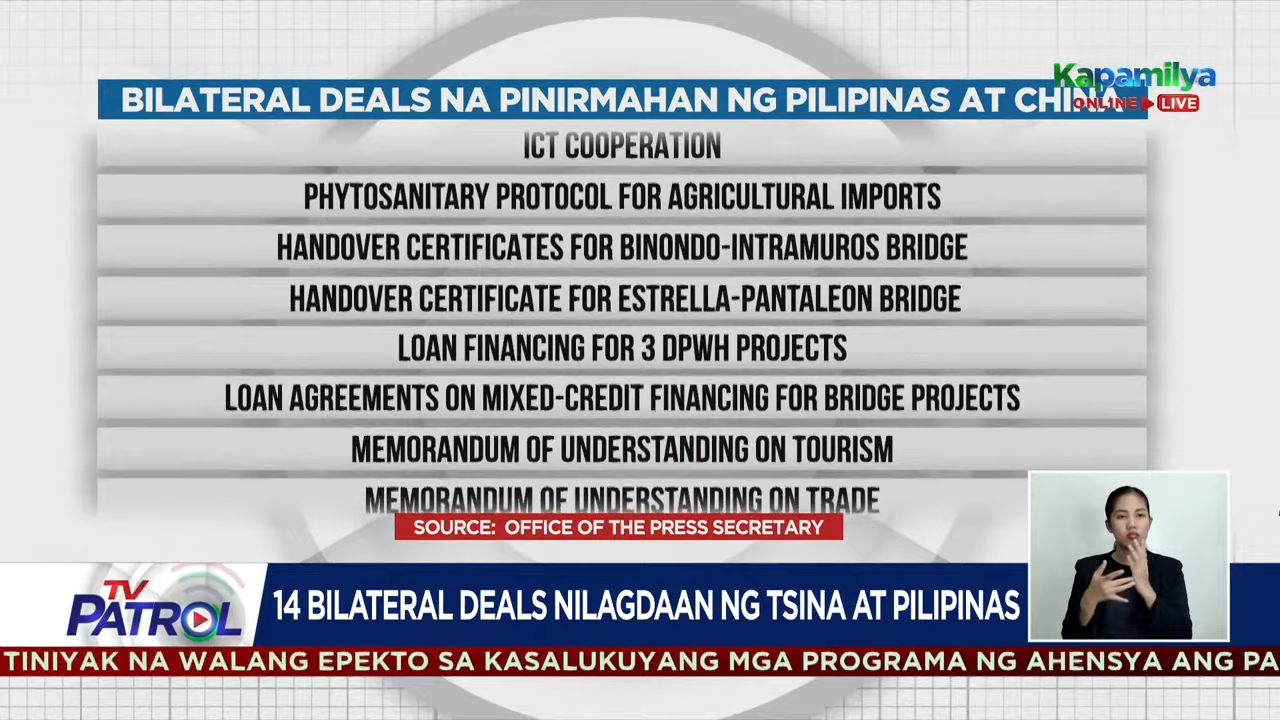 Kapamilya
ONLINE LIVE
BILATERAL DEALS NA PINIRMAHAN NG PILIPINAS AT CHINA
ICT COOPERATION
PHYTOSANITARY PROTOCOL FOR AGRICULTURAL IMPORTS
HANDOVER CERTIFICATES FOR BINONDO-INTRAMUROS BRIDGE
HANDOVER CERTIFICATE FOR ESTRELLA-PANTALEON BRIDGE
LOAN FINANCING FOR 3 DPWH PROJECTS
LOAN AGREEMENTS ON MIXED-CREDIT FINANCING FOR BRIDGE PROJECTS
MEMORANDUM OF UNDERSTANDING ON TOURISM
MEMORANDUM OF UNDERSTANDING ON TRADE
SOURCE: OFFICE OF THE PRESS SECRETARY
TV
PATROL
14 BILATERAL DEALS NILAGDAAN NG TSINA AT PILIPINAS
TINIYAK NA WALANG EPEKTO SA KASALUKUYANG MGA PROGRAMA NG AHENSYA ANG PA